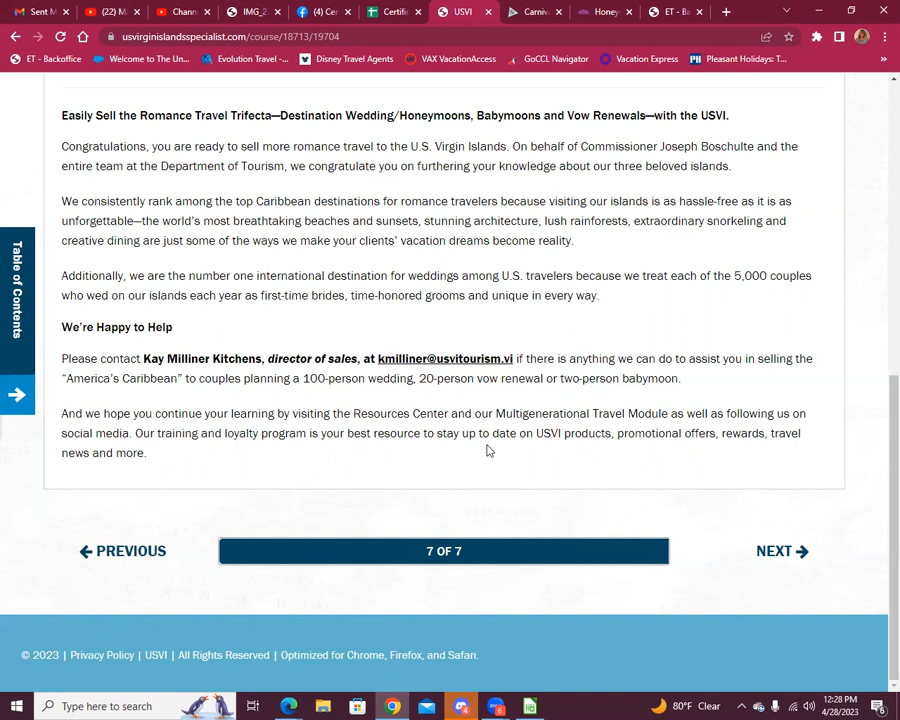 Sent M
(22) M
Chann
IMG_2
(4) Cer
Certific
USVI
Carniv
Honey
ET - B
usvirginislandsspecialist.com/course/18713/19704
ET - Backoffice
Welcome to The Un...
Evolution Travel -...
Disney Travel Agents
VAX VacationAccess
GoCCL Navigator
Vacation Express
Pleasant Holidays: T...
Easily Sell the Romance Travel Trifecta—Destination Wedding/Honeymoons, Babymoons and Vow Renewals—with the USVI.
Congratulations, you are ready to sell more romance travel to the U.S. Virgin Islands. On behalf of Commissioner Joseph Boschulte and the
entire team at the Department of Tourism, we congratulate you on furthering your knowledge about our three beloved islands.
We consistently rank among the top Caribbean destinations for romance travelers because visiting our islands is as hassle-free as it is as
unforgettable—the world's most breathtaking beaches and sunsets, stunning architecture, lush rainforests, extraordinary snorkeling and
creative dining are just some of the ways we make your clients' vacation dreams become reality.
Additionally, we are the number one international destination for weddings among U.S. travelers because we treat each of the 5,000 couples
who wed on our islands each year as first-time brides, time-honored grooms and unique in every way.
Table of Contents
We're Happy to Help
Please contact Kay Milliner Kitchens, director of sales, at kmilliner@usvitourism.vi if there is anything we can do to assist you in selling the
“America's Caribbean” to couples planning a 100-person wedding, 20-person vow renewal or two-person babymoon.
And we hope you continue your learning by visiting the Resources Center and our Multigenerational Travel Module as well as following us on
social media. Our training and loyalty program is your best resource to stay up to date on USVI products, promotional offers, rewards, travel
news and more.
PREVIOUS
7 OF 7
NEXT
© 2023 | Privacy Policy | USVI | All Rights Reserved | Optimized for Chrome, Firefox, and Safari.
Type here to search
80°F Clear
12:28 PM
4/28/2023